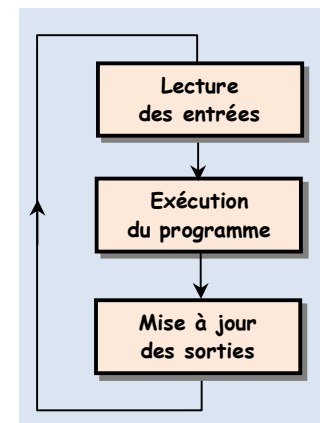 Lecture
des entrées
Exécution
du programme
Mise à jour
des sorties